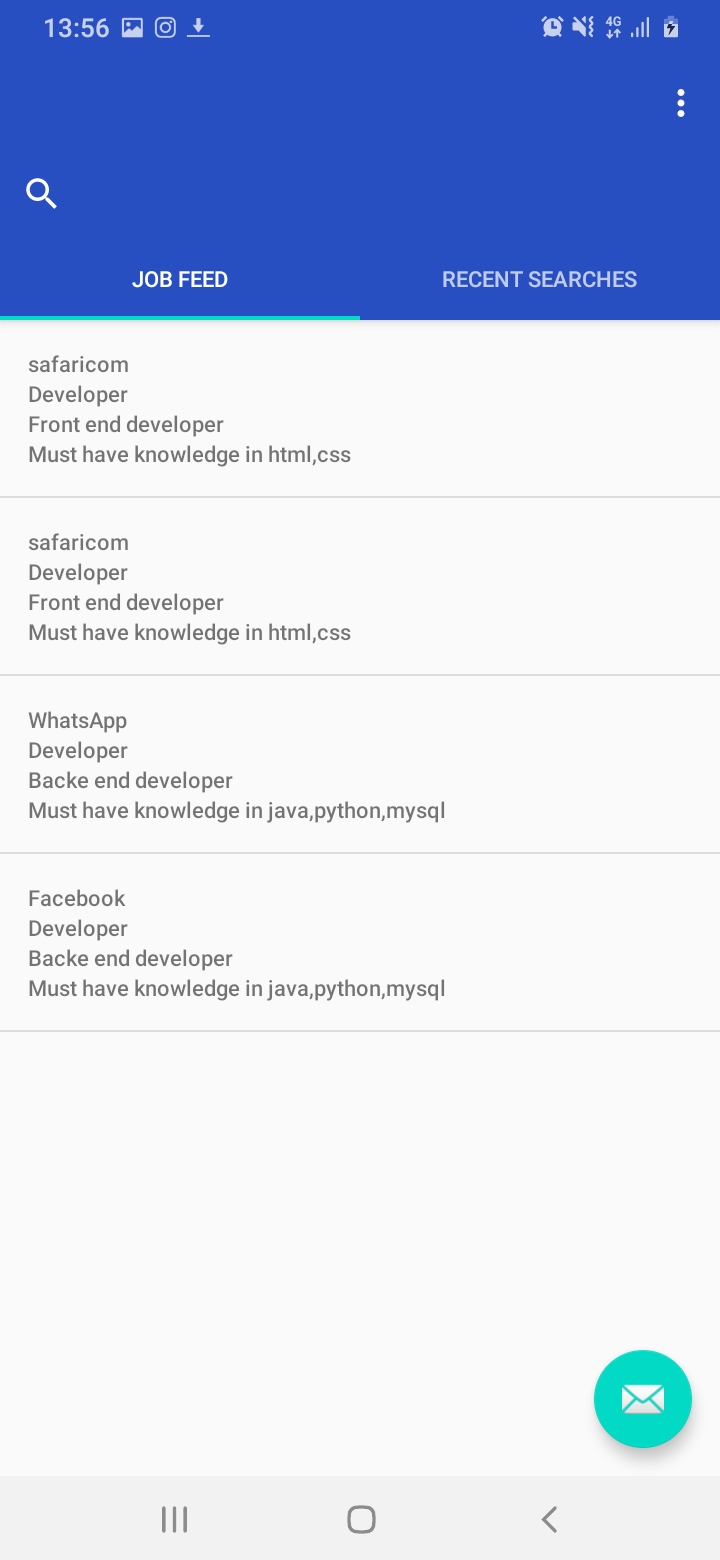 13:56
4G
JOB FEED
RECENT SEARCHES
safaricom
Developer
Front end developer
Must have knowledge in html,css
safaricom
Developer
Front end developer
Must have knowledge in html,css
WhatsApp
Developer
Backe end developer
Must have knowledge in java,python,mysql
Facebook
Developer
Backe end developer
Must have knowledge in java,python,mysql